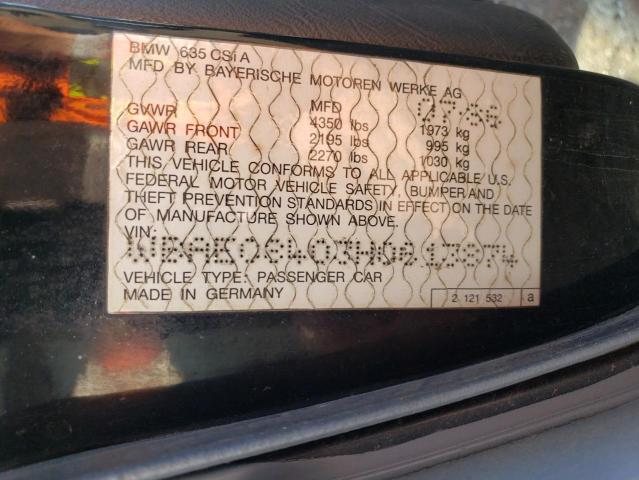 BMW 635 CSi A
MFD BY BAYERISCHE MOTOREN WERKE AG
GVWR MFD 07 86
GAWR FRONT 4350 lbs 1973 kg
GAWR REAR 2195 lbs 995 kg
2270 lbs 1030 kg
THIS VEHICLE CONFORMS TO ALL APPLICABLE U.S.
FEDERAL MOTOR VEHICLE SAFETY, BUMPER AND
THEFT PREVENTION STANDARDS IN EFFECT ON THE DATE
OF MANUFACTURE SHOWN ABOVE.
VIN:
WBAEC8403H0613874
VEHICLE TYPE: PASSENGER CAR
MADE IN GERMANY 2 121 532 a